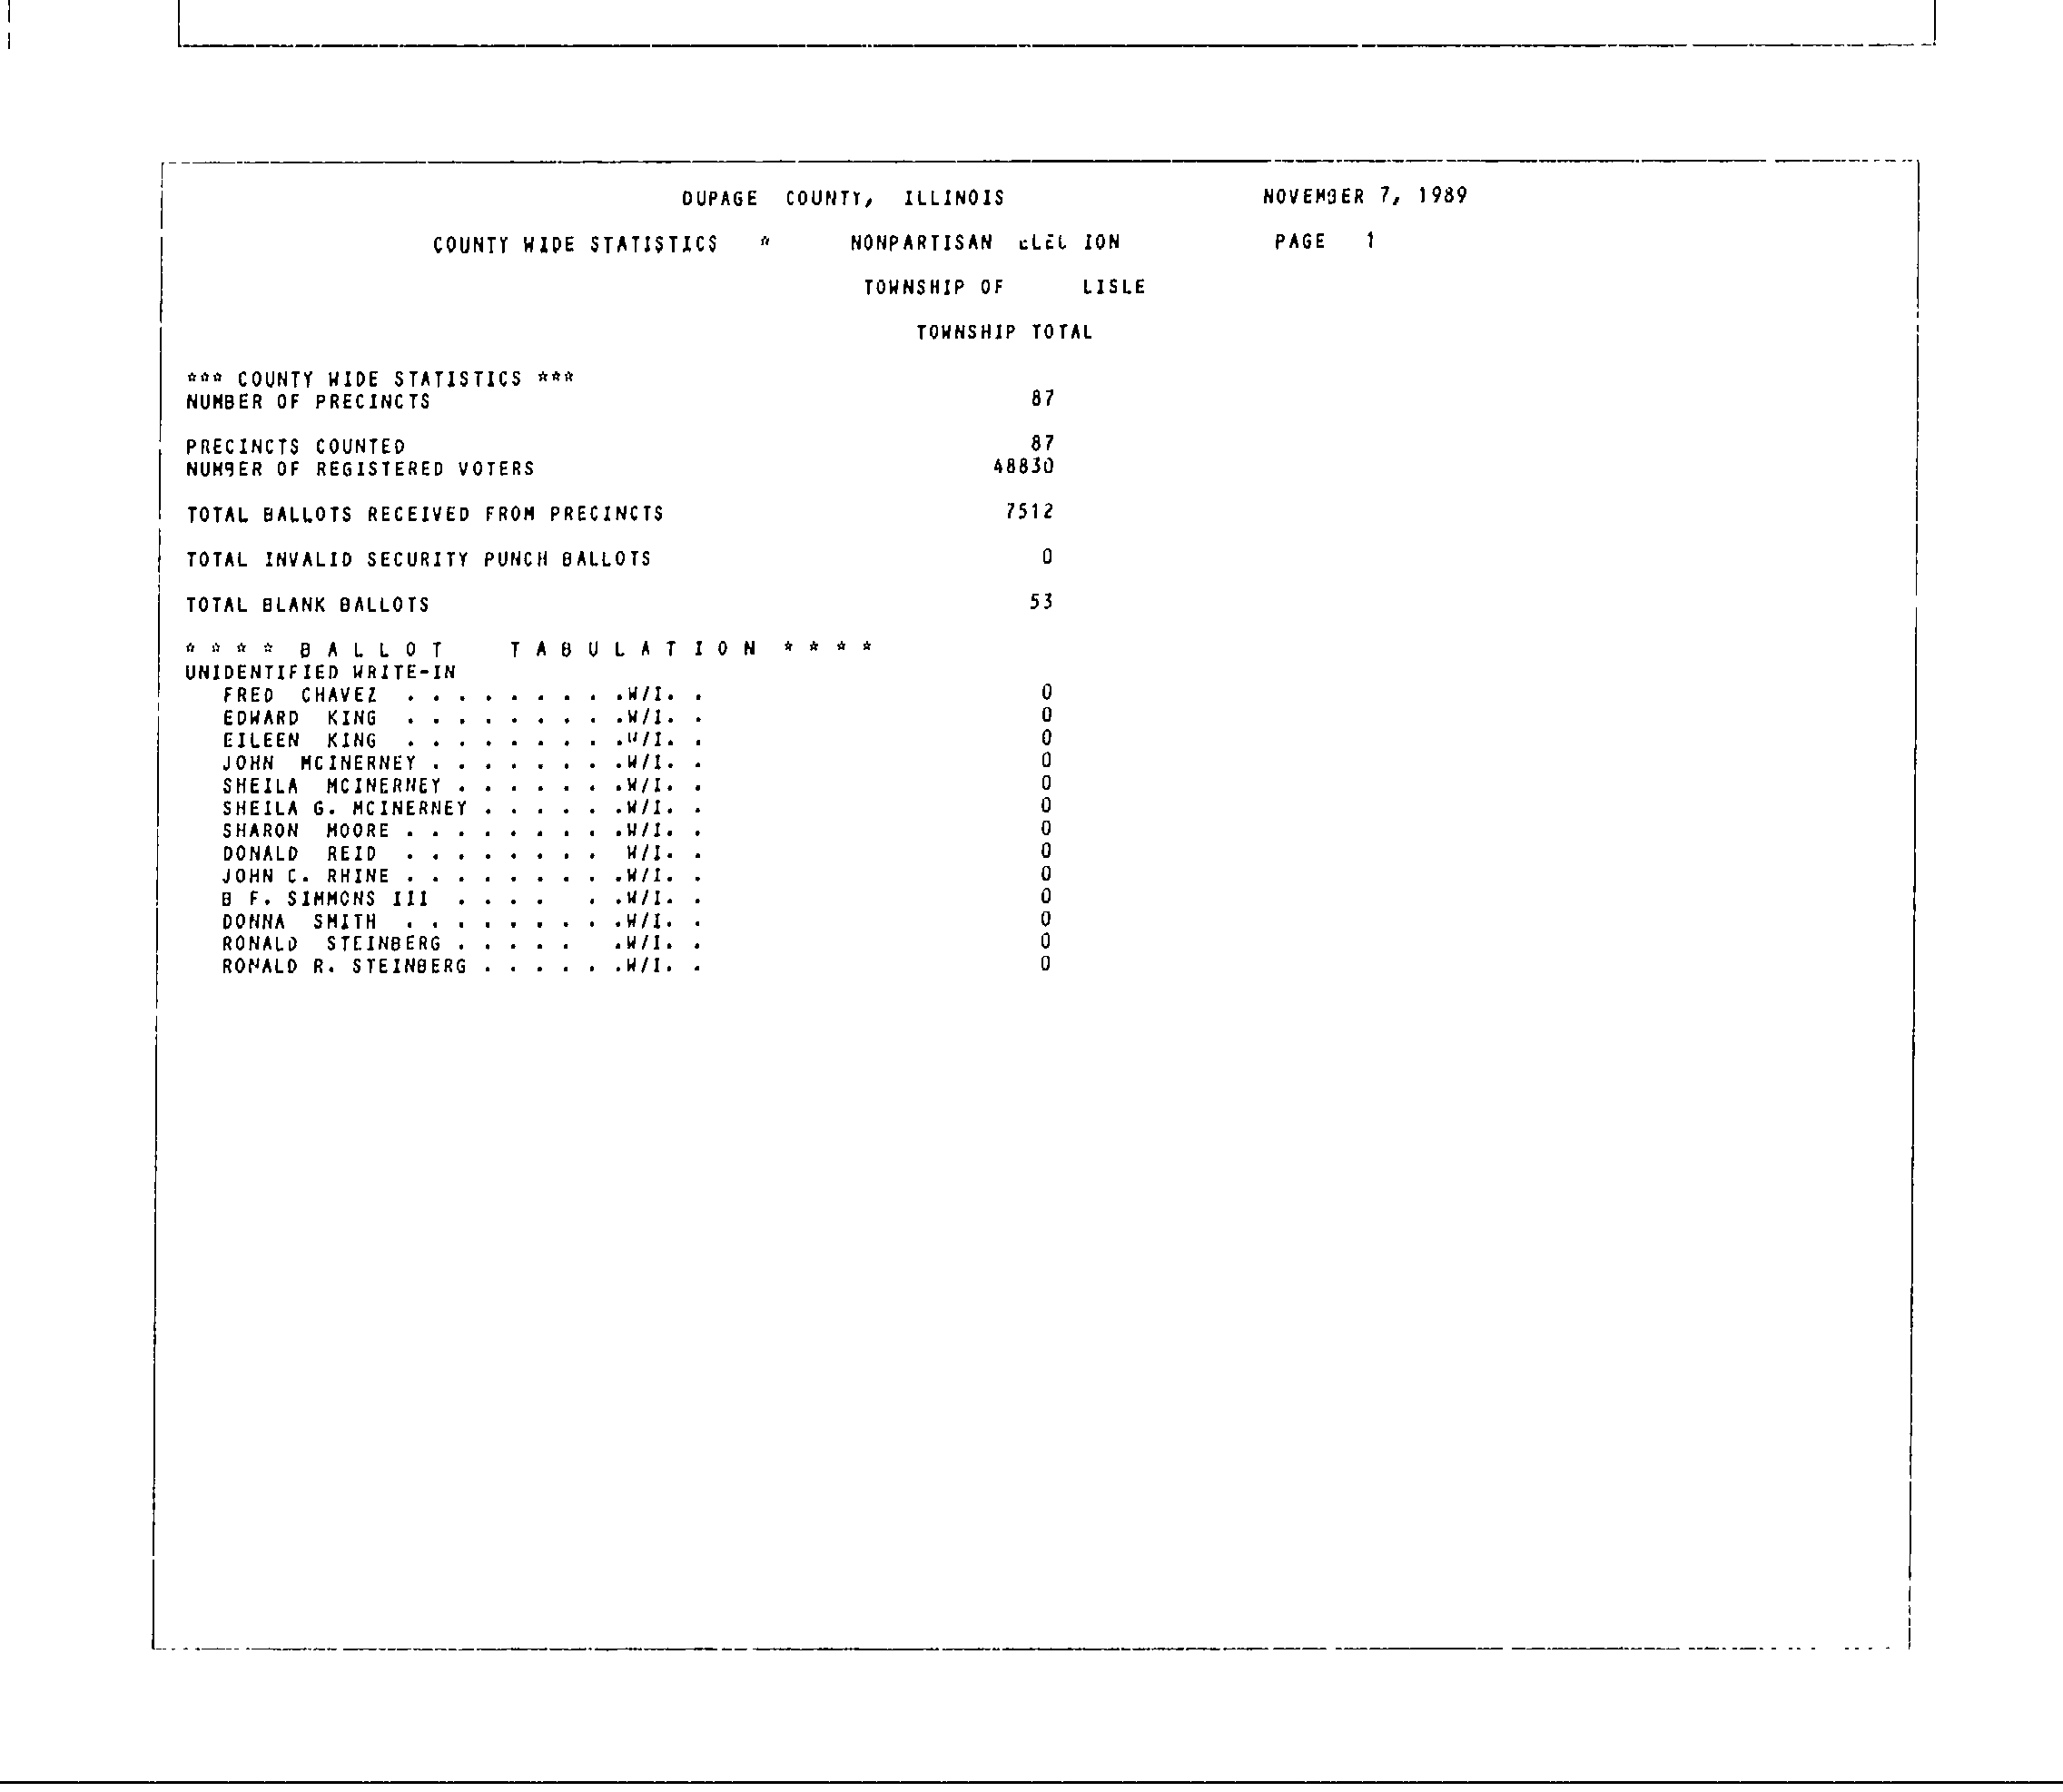 DUPAGE COUNTY, ILLINOIS NOVEMBER 7, 1989
COUNTY WIDE STATISTICS * NONPARTISAN ELEC ION PAGE 1
TOWNSHIP OF LISLE
TOWNSHIP TOTAL
*** COUNTY WIDE STATISTICS ***
NUMBER OF PRECINCTS 87
PRECINCTS COUNTED 87
NUMBER OF REGISTERED VOTERS 48830
TOTAL BALLOTS RECEIVED FROM PRECINCTS 7512
TOTAL INVALID SECURITY PUNCH BALLOTS 0
TOTAL BLANK BALLOTS 53
* * * * B A L L O T T A B U L A T I O N * * * *
UNIDENTIFIED WRITE-IN
FRED CHAVEZ . . . . . . . . .W/I. . 0
EDWARD KING . . . . . . . . .W/I. . 0
EILEEN KING . . . . . . . . .W/I. . 0
JOHN MCINERNEY . . . . . . . .W/I. . 0
SHEILA MCINERNEY . . . . . . .W/I. . 0
SHEILA G. MCINERNEY . . . . . .W/I. . 0
SHARON MOORE . . . . . . . . .W/I. . 0
DONALD REID . . . . . . . . W/I. . 0
JOHN C. RHINE . . . . . . . . .W/I. . 0
B F. SIMMONS III . . . . . .W/I. . 0
DONNA SMITH . . . . . . . . .W/I. . 0
RONALD STEINBERG . . . . . .W/I. . 0
RONALD R. STEINBERG . . . . . .W/I. . 0